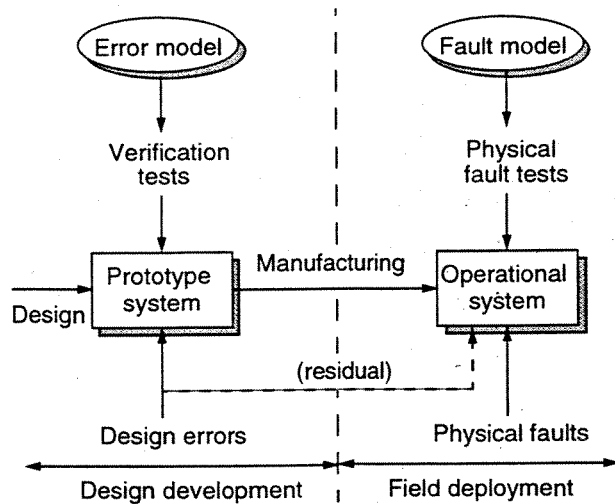 Error model
Fault model
Verification
tests
Physical
fault tests
Design
Prototype
system
Manufacturing
Operational
system
(residual)
Design errors
Physical faults
Design development
Field deployment